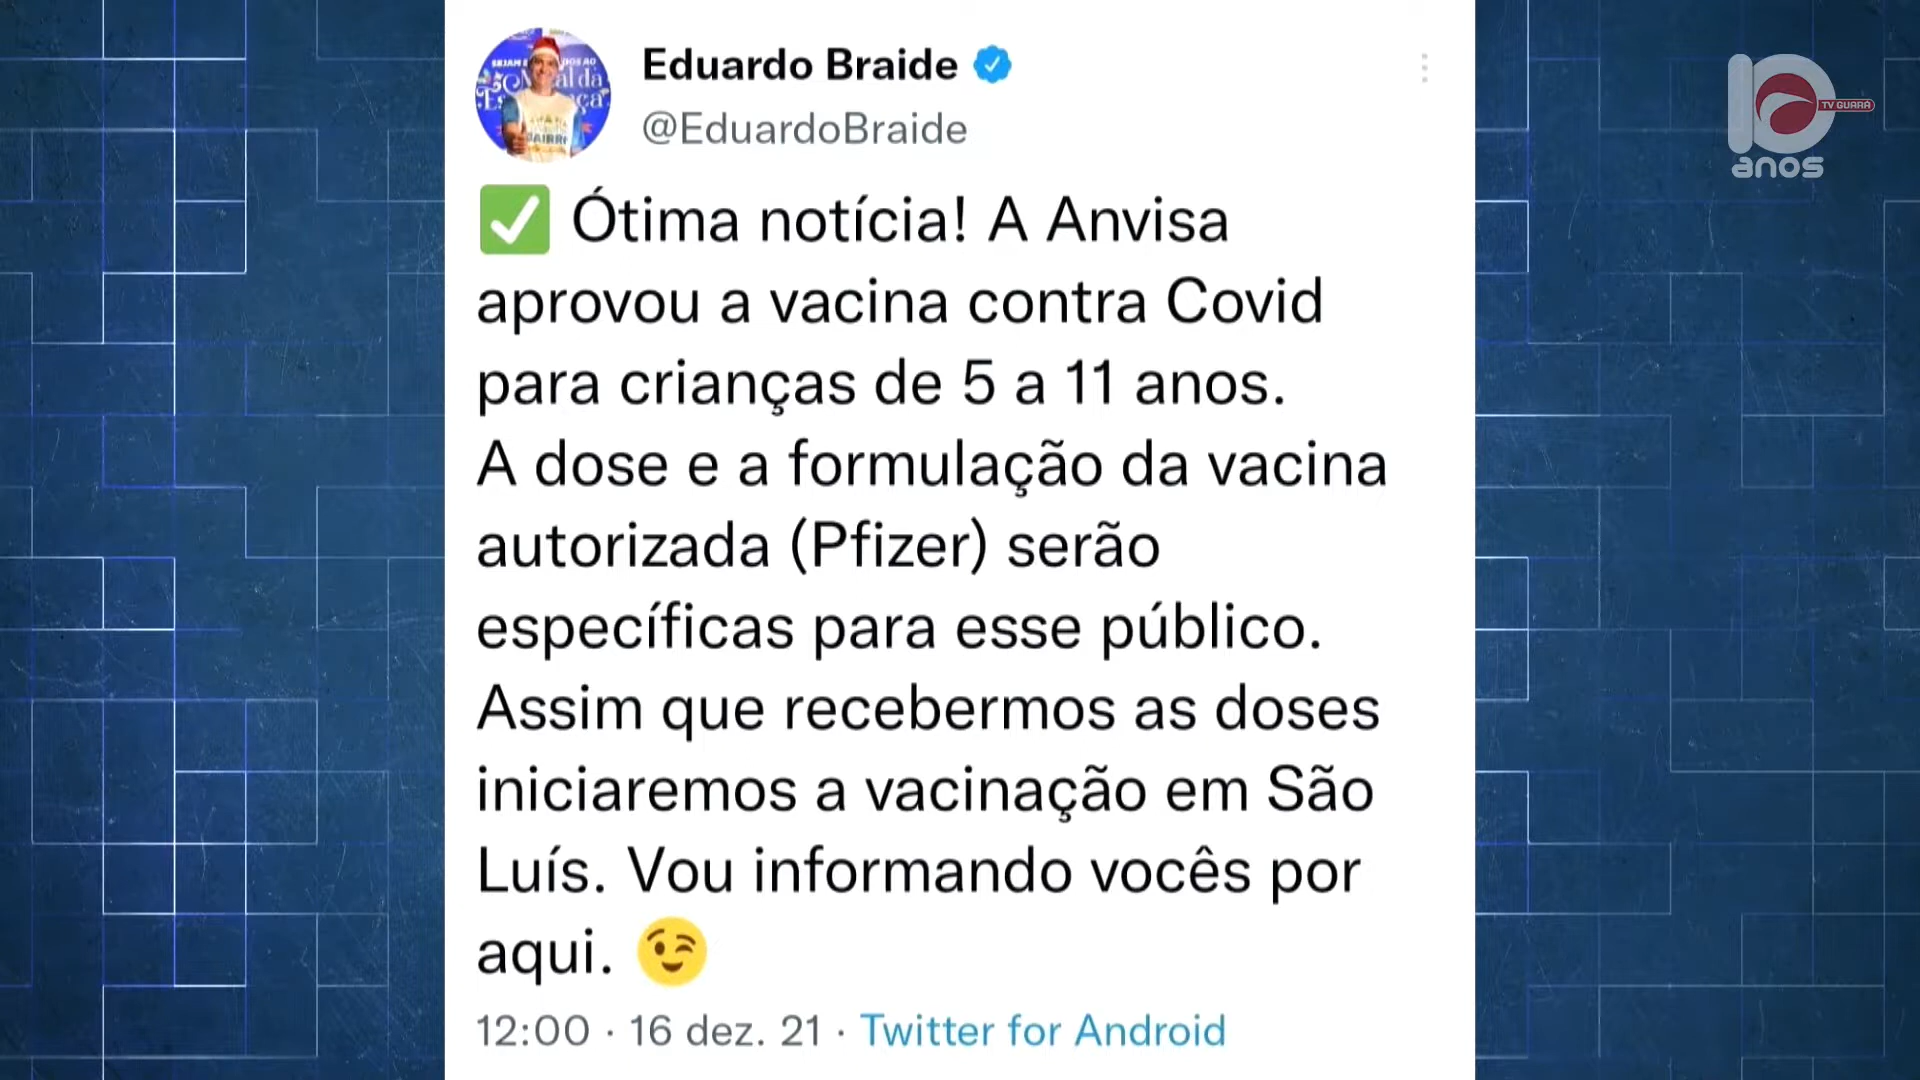 Eduardo Braide
@EduardoBraide
✅ Ótima notícia! A Anvisa
aprovou a vacina contra Covid
para crianças de 5 a 11 anos.
A dose e a formulação da vacina
autorizada (Pfizer) serão
específicas para esse público.
Assim que recebermos as doses
iniciaremos a vacinação em São
Luís. Vou informando vocês por
aqui. 😉
12:00 · 16 dez. 21 · Twitter for Android
10
TV GUARÁ
anos